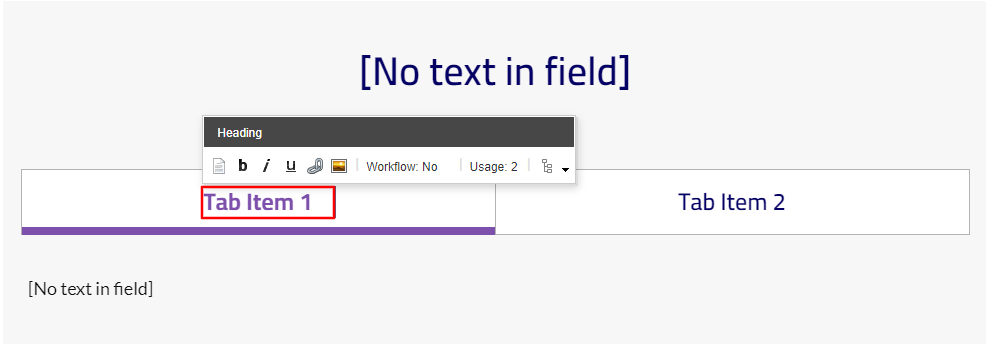 [No text in field]
Heading
b i u Workflow: No Usage: 2
Tab Item 1 Tab Item 2
[No text in field]